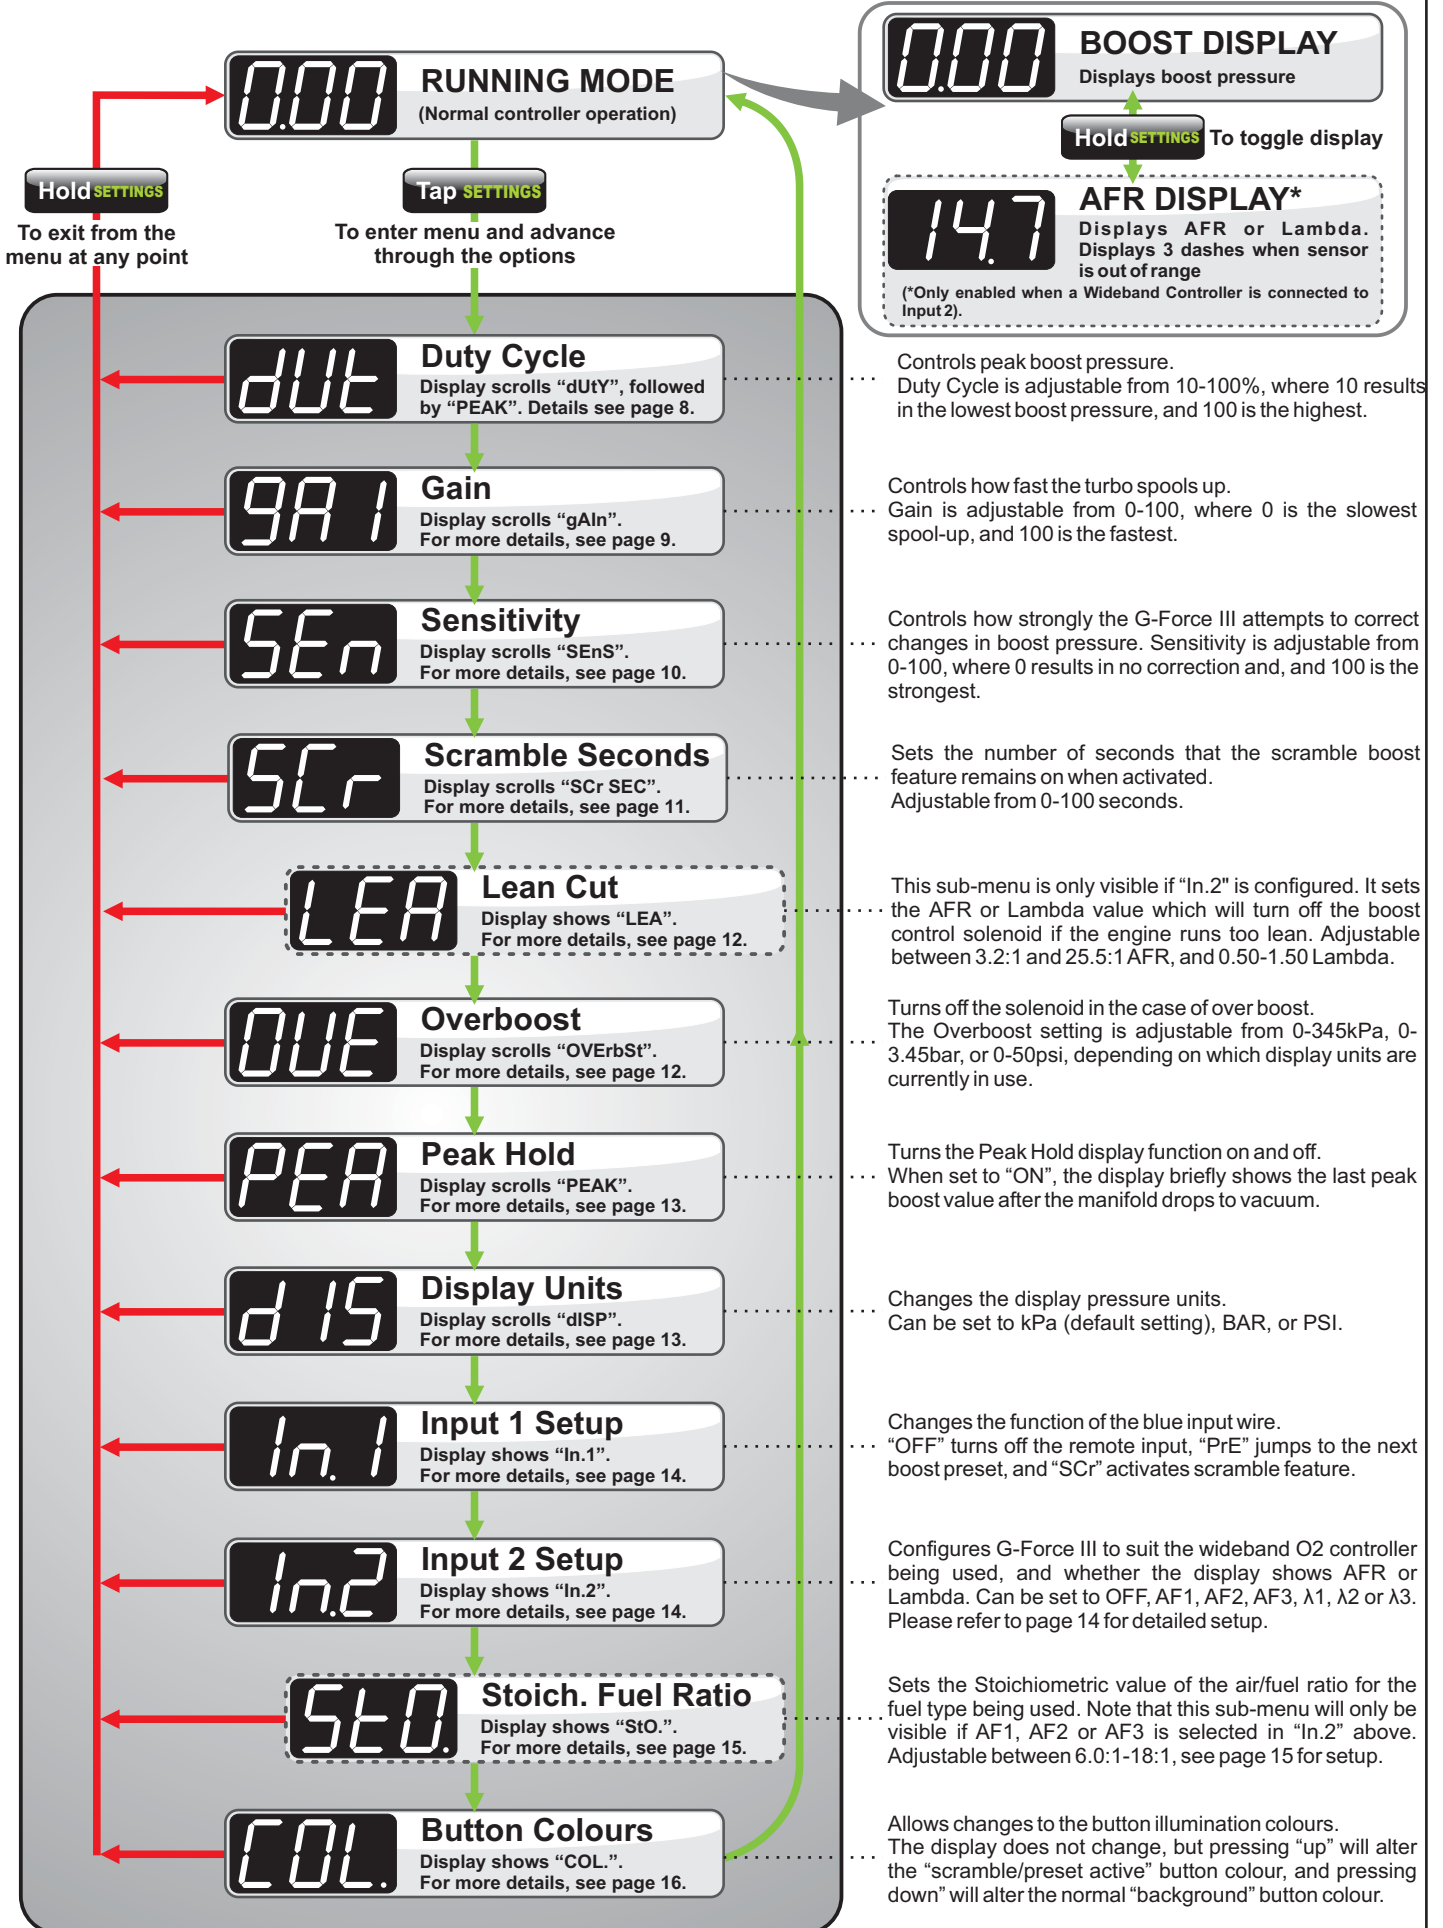 0.00
RUNNING MODE
(Normal controller operation)
0.00
BOOST DISPLAY
Displays boost pressure
Hold SETTINGS To toggle display
14.7
AFR DISPLAY*
Displays AFR or Lambda.
Displays 3 dashes when sensor
is out of range
(*Only enabled when a Wideband Controller is connected to
Input 2).
Hold SETTINGS
To exit from the
menu at any point
Tap SETTINGS
To enter menu and advance
through the options
dUt
Duty Cycle
Display scrolls “dUtY”, followed
by “PEAK”. Details see page 8.
Controls peak boost pressure.
Duty Cycle is adjustable from 10-100%, where 10 results
in the lowest boost pressure, and 100 is the highest.
gAI
Gain
Display scrolls “gAIn”.
For more details, see page 9.
Controls how fast the turbo spools up.
Gain is adjustable from 0-100, where 0 is the slowest
spool-up, and 100 is the fastest.
SEn
Sensitivity
Display scrolls “SEnS”.
For more details, see page 10.
Controls how strongly the G-Force III attempts to correct
changes in boost pressure. Sensitivity is adjustable from
0-100, where 0 results in no correction and, and 100 is the
strongest.
SCr
Scramble Seconds
Display scrolls “SCr SEC”.
For more details, see page 11.
Sets the number of seconds that the scramble boost
feature remains on when activated.
Adjustable from 0-100 seconds.
LEA
Lean Cut
Display shows “LEA”.
For more details, see page 12.
This sub-menu is only visible if “In.2" is configured. It sets
the AFR or Lambda value which will turn off the boost
control solenoid if the engine runs too lean. Adjustable
between 3.2:1 and 25.5:1 AFR, and 0.50-1.50 Lambda.
OUE
Overboost
Display scrolls “OVErbSt”.
For more details, see page 12.
Turns off the solenoid in the case of over boost.
The Overboost setting is adjustable from 0-345kPa, 0-
3.45bar, or 0-50psi, depending on which display units are
currently in use.
PEA
Peak Hold
Display scrolls “PEAK”.
For more details, see page 13.
Turns the Peak Hold display function on and off.
When set to “ON”, the display briefly shows the last peak
boost value after the manifold drops to vacuum.
dIS
Display Units
Display scrolls “dISP”.
For more details, see page 13.
Changes the display pressure units.
Can be set to kPa (default setting), BAR, or PSI.
In.1
Input 1 Setup
Display shows “In.1”.
For more details, see page 14.
Changes the function of the blue input wire.
“OFF” turns off the remote input, “PrE” jumps to the next
boost preset, and “SCr” activates scramble feature.
In.2
Input 2 Setup
Display shows “In.2”.
For more details, see page 14.
Configures G-Force III to suit the wideband O2 controller
being used, and whether the display shows AFR or
Lambda. Can be set to OFF, AF1, AF2, AF3, λ1, λ2 or λ3.
Please refer to page 14 for detailed setup.
StO.
Stoich. Fuel Ratio
Display shows “StO.”.
For more details, see page 15.
Sets the Stoichiometric value of the air/fuel ratio for the
fuel type being used. Note that this sub-menu will only be
visible if AF1, AF2 or AF3 is selected in “In.2” above.
Adjustable between 6.0:1-18:1, see page 15 for setup.
COL.
Button Colours
Display shows “COL.”.
For more details, see page 16.
Allows changes to the button illumination colours.
The display does not change, but pressing “up” will alter
the “scramble/preset active” button colour, and pressing
down” will alter the normal “background” button colour.